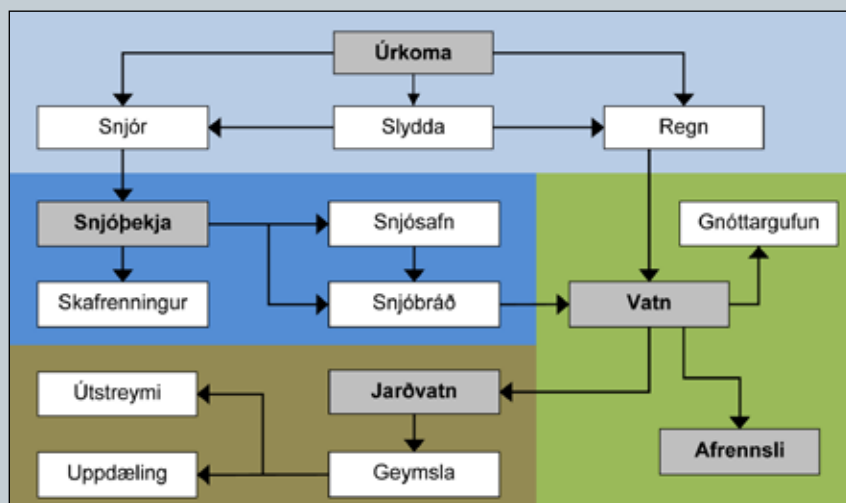 Úrkoma
Snjór
Slydda
Regn
Snjóþekja
Snjósafn
Gnóttargufun
Skafrenningur
Snjóbráð
Vatn
Útstreymi
Jarðvatn
Afrennsli
Uppdæling
Geymsla